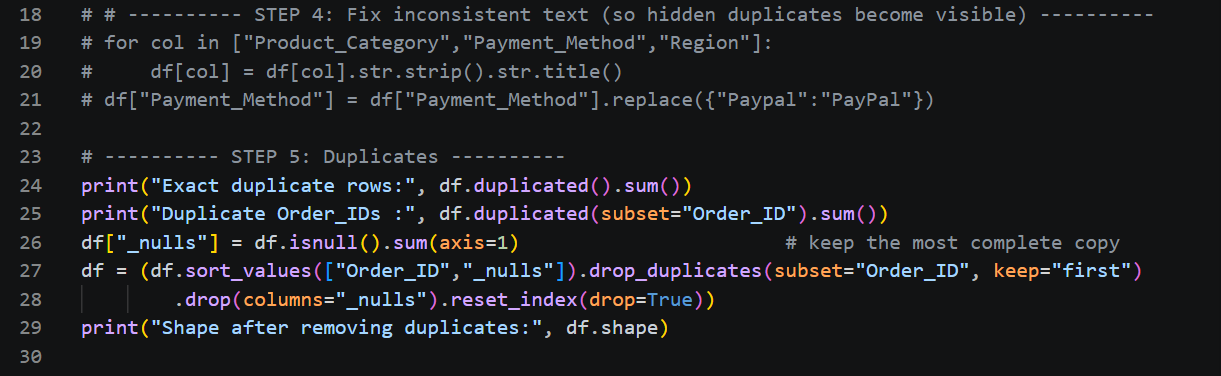 18 # # ---------- STEP 4: Fix inconsistent text (so hidden duplicates become visible) ----------
19 # for col in ["Product_Category","Payment_Method","Region"]:
20 #     df[col] = df[col].str.strip().str.title()
21 # df["Payment_Method"] = df["Payment_Method"].replace({"Paypal":"PayPal"})
22
23 # ---------- STEP 5: Duplicates ----------
24 print("Exact duplicate rows:", df.duplicated().sum())
25 print("Duplicate Order_IDs :", df.duplicated(subset="Order_ID").sum())
26 df["_nulls"] = df.isnull().sum(axis=1)                       # keep the most complete copy
27 df = (df.sort_values(["Order_ID","_nulls"]).drop_duplicates(subset="Order_ID", keep="first")
28         .drop(columns="_nulls").reset_index(drop=True))
29 print("Shape after removing duplicates:", df.shape)
30